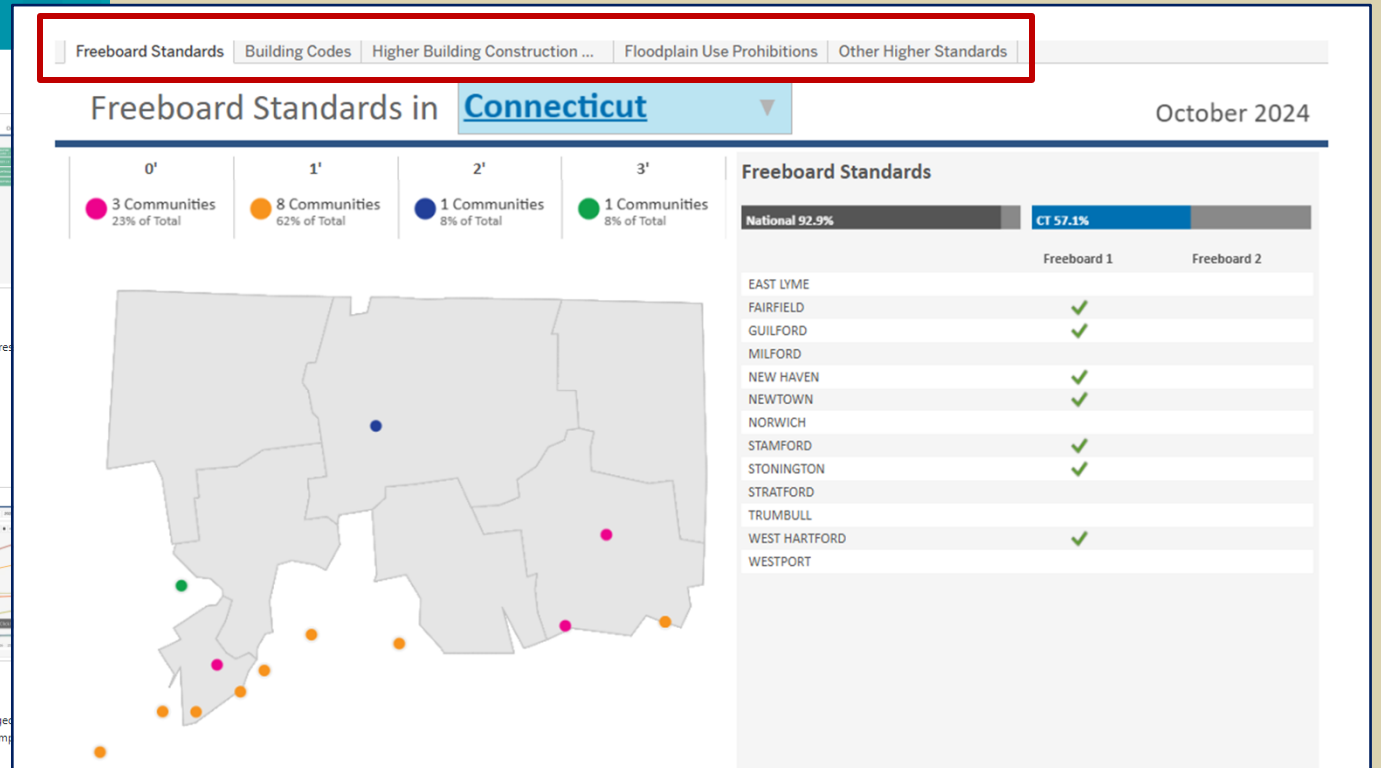 Freeboard Standards
Building Codes
Higher Building Construction ...
Floodplain Use Prohibitions
Other Higher Standards
Freeboard Standards in Connecticut
October 2024
0'
3 Communities
23% of Total
1'
8 Communities
62% of Total
2'
1 Communities
8% of Total
3'
1 Communities
8% of Total
Freeboard Standards
National 92.9%
CT 57.1%
Freeboard 1
Freeboard 2
EAST LYME
FAIRFIELD
GUILFORD
MILFORD
NEW HAVEN
NEWTOWN
NORWICH
STAMFORD
STONINGTON
STRATFORD
TRUMBULL
WEST HARTFORD
WESTPORT